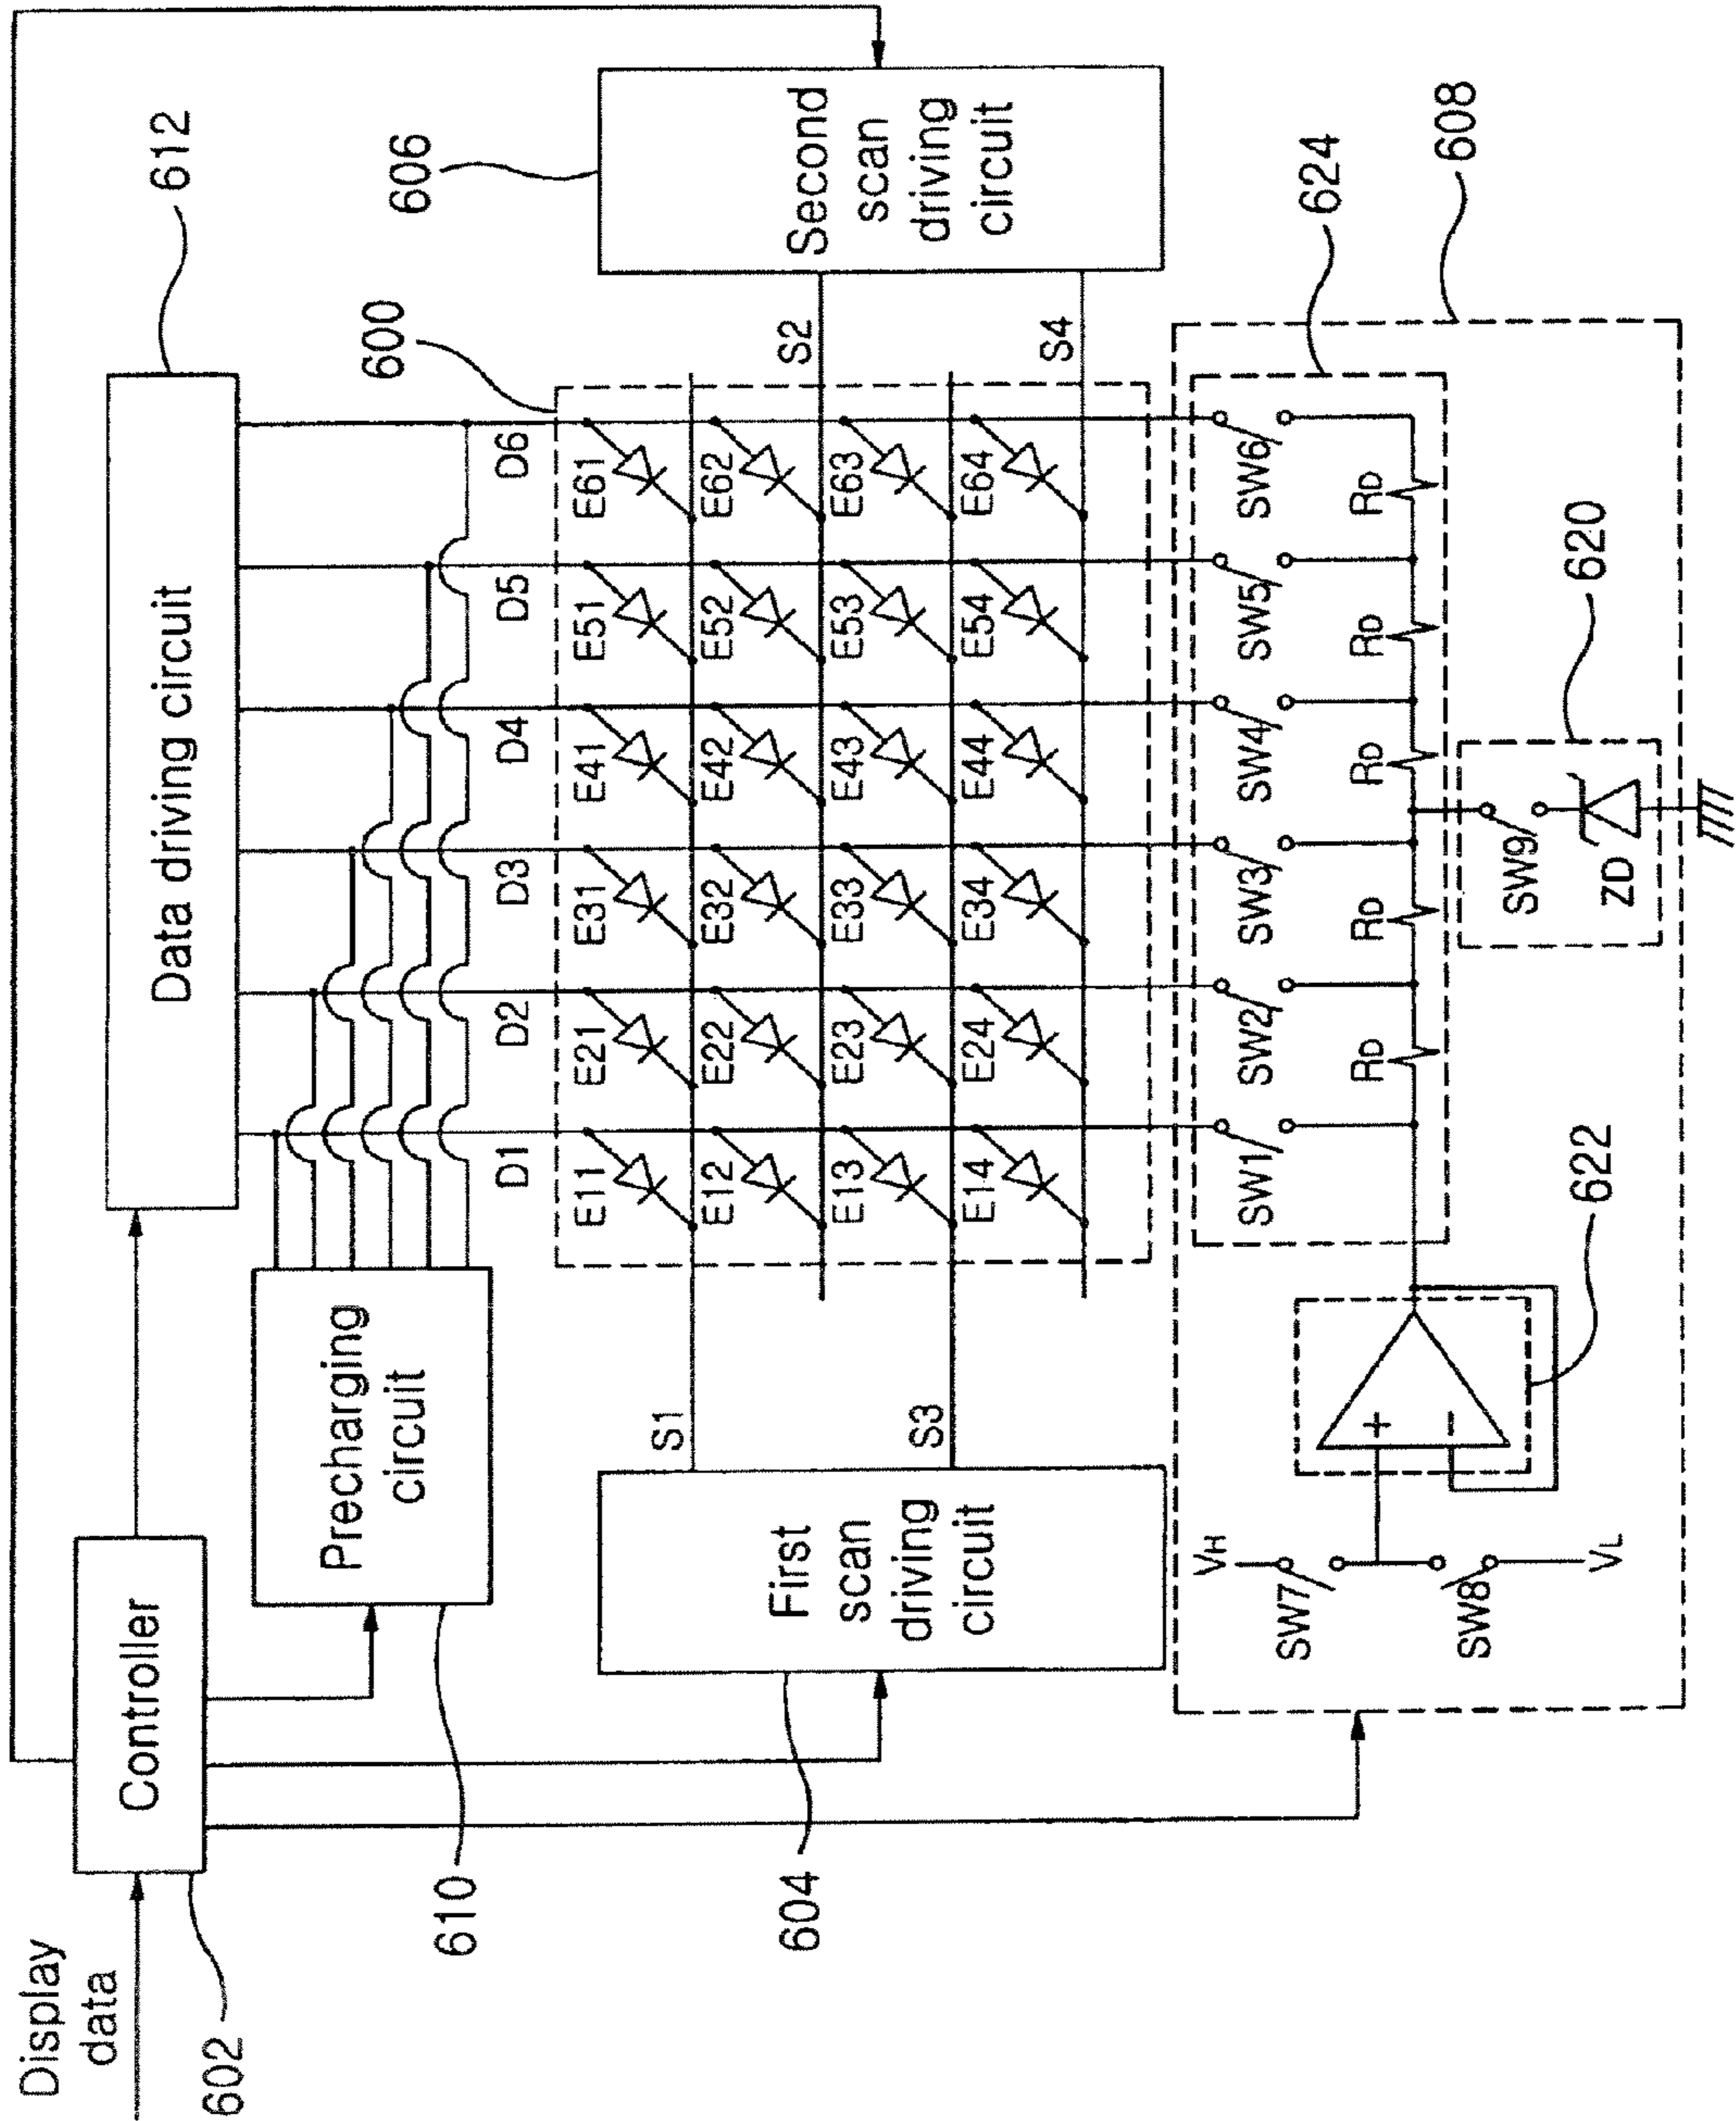 Display
data
602
Controller
Data driving circuit
612
Precharging
circuit
610
606
Second
scan
driving
circuit
600
D1
D2
D3
D4
D5
D6
E11
E21
E31
E41
E51
E61
S1
E12
E22
E32
E42
E52
E62
S2
E13
E23
E33
E43
E53
E63
S3
E14
E24
E34
E44
E54
E64
S4
604
First
scan
driving
circuit
624
608
VH
SW7
SW8
VL
+
-
622
SW1
SW2
SW3
SW4
SW5
SW6
RD
RD
RD
RD
RD
SW9
ZD
620